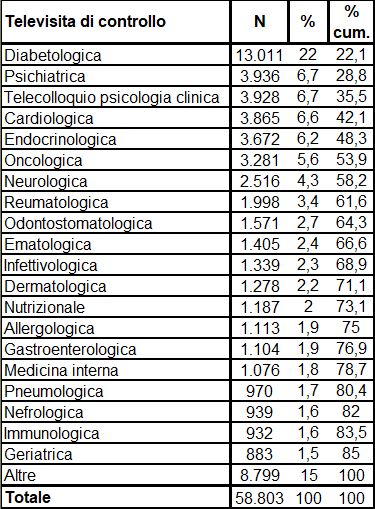 Televisita di controllo N % % cum.
Diabetologica 13.011 22 22,1
Psichiatrica 3.936 6,7 28,8
Telecolloquio psicologia clinica 3.928 6,7 35,5
Cardiologica 3.865 6,6 42,1
Endocrinologica 3.672 6,2 48,3
Oncologica 3.281 5,6 53,9
Neurologica 2.516 4,3 58,2
Reumatologica 1.998 3,4 61,6
Odontostomatologica 1.571 2,7 64,3
Ematologica 1.405 2,4 66,6
Infettivologica 1.339 2,3 68,9
Dermatologica 1.278 2,2 71,1
Nutrizionale 1.187 2 73,1
Allergologica 1.113 1,9 75
Gastroenterologica 1.104 1,9 76,9
Medicina interna 1.076 1,8 78,7
Pneumologica 970 1,7 80,4
Nefrologica 939 1,6 82
Immunologica 932 1,6 83,5
Geriatrica 883 1,5 85
Altre 8.799 15 100
Totale 58.803 100 100